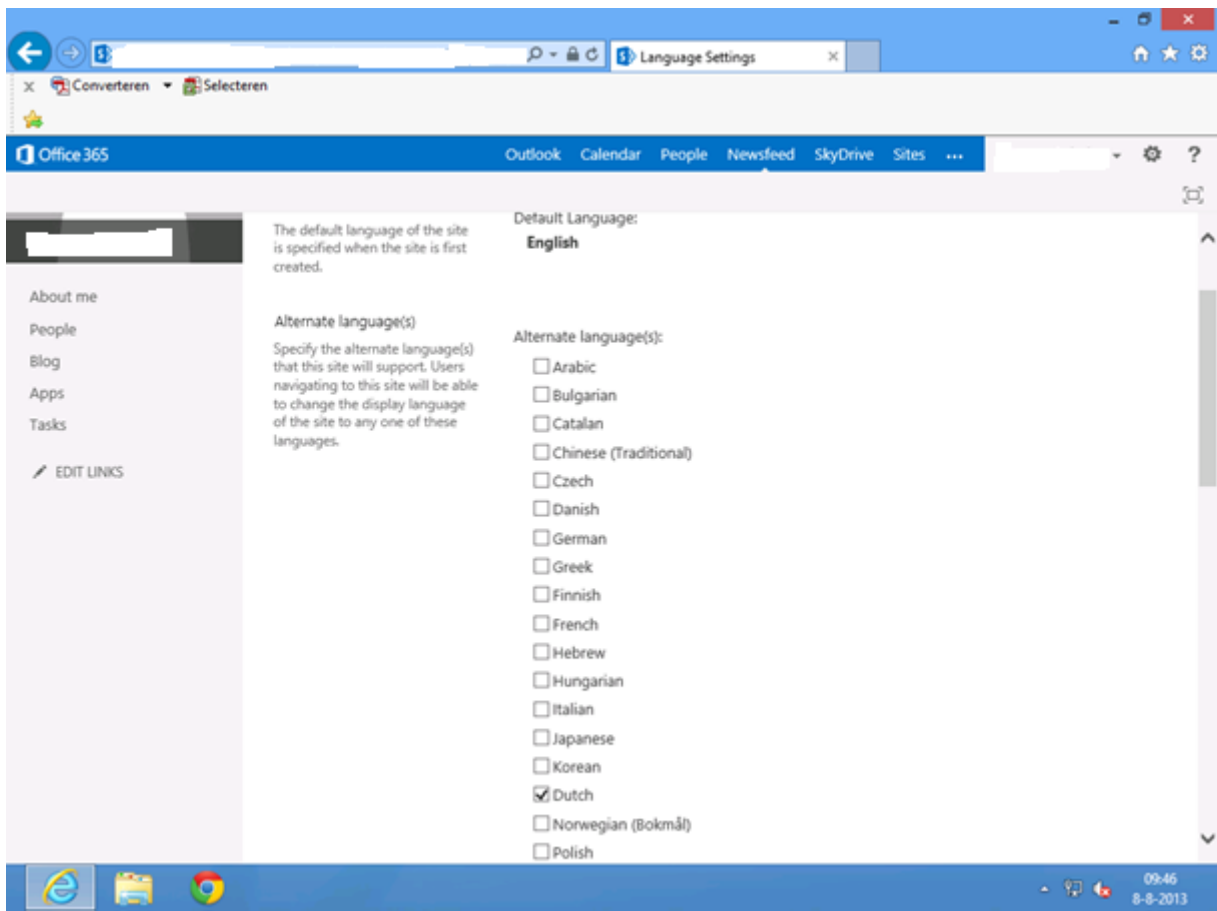 Language Settings
Converteren
Selecteren
Office 365
Outlook Calendar People Newsfeed SkyDrive Sites ... ?
The default language of the site
is specified when the site is first
created.
Default Language:
English
About me
People
Blog
Apps
Tasks
EDIT LINKS
Alternate language(s)
Specify the alternate language(s)
that this site will support. Users
navigating to this site will be able
to change the display language
of the site to any one of these
languages.
Alternate language(s):
Arabic
Bulgarian
Catalan
Chinese (Traditional)
Czech
Danish
German
Greek
Finnish
French
Hebrew
Hungarian
Italian
Japanese
Korean
Dutch
Norwegian (Bokmål)
Polish
09:46
8-8-2013